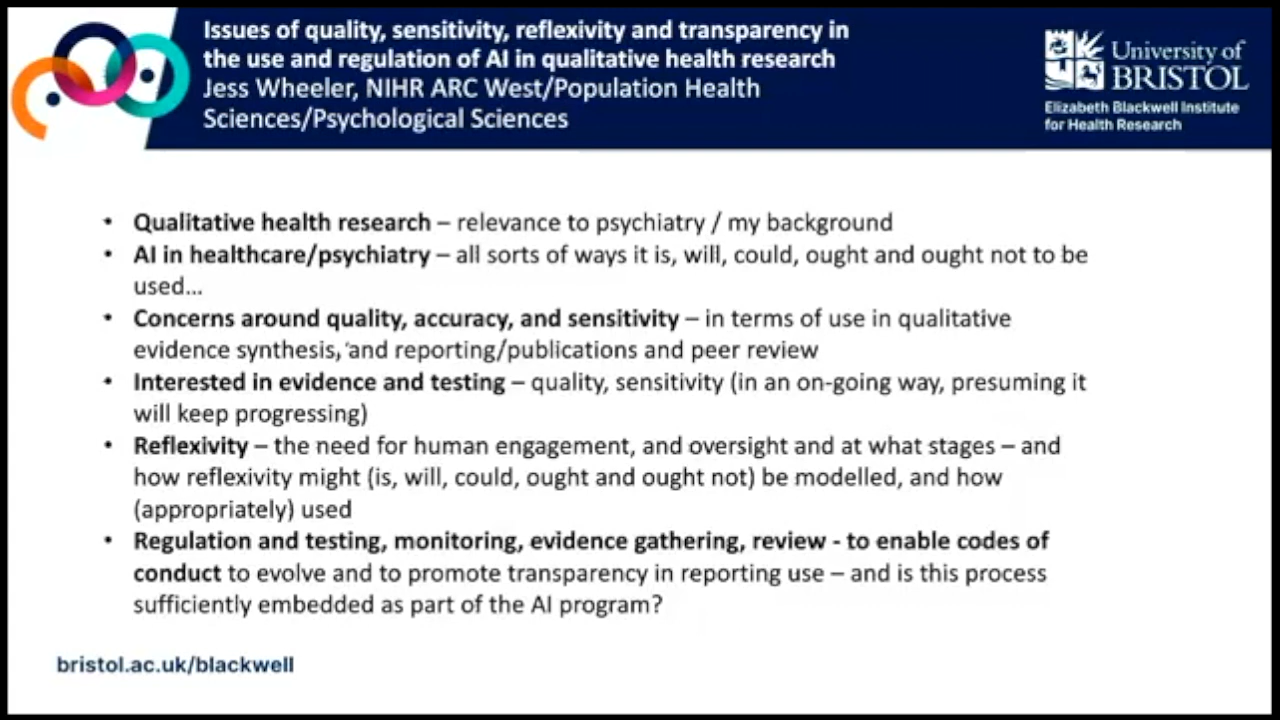 Issues of quality, sensitivity, reflexivity and transparency in
the use and regulation of AI in qualitative health research
Jess Wheeler, NIHR ARC West/Population Health
Sciences/Psychological Sciences
University of
BRISTOL
Elizabeth Blackwell Institute
for Health Research
• Qualitative health research – relevance to psychiatry / my background
• AI in healthcare/psychiatry – all sorts of ways it is, will, could, ought and ought not to be
used…
• Concerns around quality, accuracy, and sensitivity – in terms of use in qualitative
evidence synthesis, and reporting/publications and peer review
• Interested in evidence and testing – quality, sensitivity (in an on-going way, presuming it
will keep progressing)
• Reflexivity – the need for human engagement, and oversight and at what stages – and
how reflexivity might (is, will, could, ought and ought not) be modelled, and how
(appropriately) used
• Regulation and testing, monitoring, evidence gathering, review - to enable codes of
conduct to evolve and to promote transparency in reporting use – and is this process
sufficiently embedded as part of the AI program?
bristol.ac.uk/blackwell